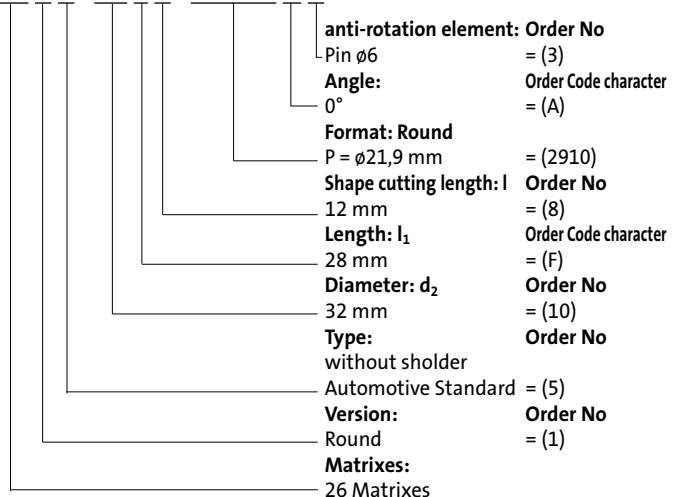 anti-rotation element: Order No
Pin ø6 = (3)
Angle: Order Code character
0° = (A)
Format: Round
P = ø21,9 mm = (2910)
Shape cutting length: l Order No
12 mm = (8)
Length: l₁ Order Code character
28 mm = (F)
Diameter: d₂ Order No
32 mm = (10)
Type: Order No
without sholder
Automotive Standard = (5)
Version: Order No
Round = (1)
Matrixes:
26 Matrixes